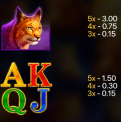 5x - 3.00
4x - 0.75
3x - 0.15
A K
Q J
5x - 1.50
4x - 0.30
3x - 0.15